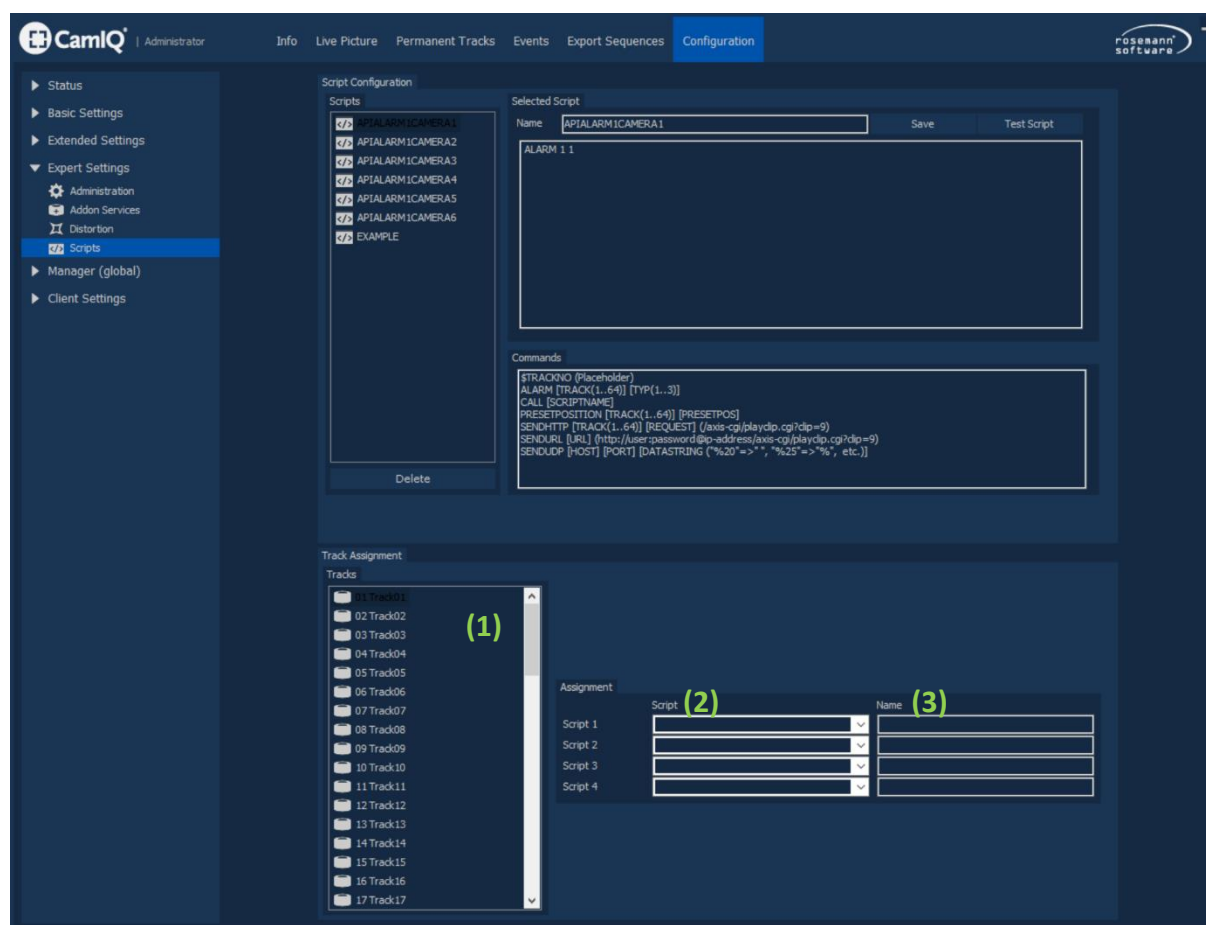 CamIQ | Administrator
Info Live Picture Permanent Tracks Events Export Sequences Configuration
rosemann
software
Status
Basic Settings
Extended Settings
Expert Settings
Administration
Addon Services
Distortion
Scripts
Manager (global)
Client Settings
Script Configuration
Scripts
APIALARM1CAMERA1
APIALARM1CAMERA2
APIALARM1CAMERA3
APIALARM1CAMERA4
APIALARM1CAMERA5
APIALARM1CAMERA6
EXAMPLE
Delete
Selected Script
Name APIALARM1CAMERA1 Save Test Script
ALARM 1 1
Commands
$TRACKNO (Placeholder)
ALARM [TRACK(1..64)] [TYP(1..3)]
CALL [SCRIPTNAME]
PRESETPOSITION [TRACK(1..64)] [PRESETPOS]
SENDHTTP [TRACK(1..64)] [REQUEST] (/axis-cgi/playclip.cgi?clip=9)
SENDURL [URL] (http://user:password@ip-address/axis-cgi/playclip.cgi?clip=9)
SENDUDP [HOST] [PORT] [DATASTRING ("%20"=>" ", "%25"=>"%", etc.)]
Track Assignment
Tracks
01 Track01
02 Track02
03 Track03
04 Track04
05 Track05
06 Track06
07 Track07
08 Track08
09 Track09
10 Track10
11 Track11
12 Track12
13 Track13
14 Track14
15 Track15
16 Track16
17 Track17
(1)
Assignment
Script (2) Name (3)
Script 1
Script 2
Script 3
Script 4